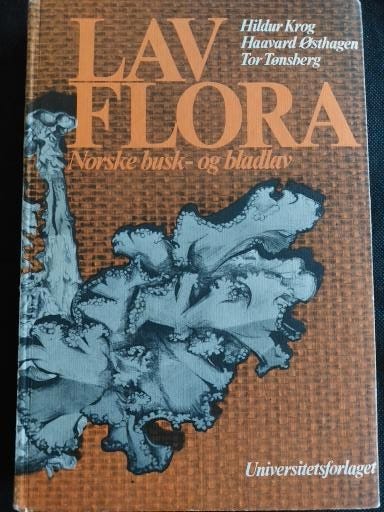 LAV
FLORA
Hildur Krog
Haavard Østhagen
Tor Tønsberg
Norske busk- og bladlav
Universitetsforlaget